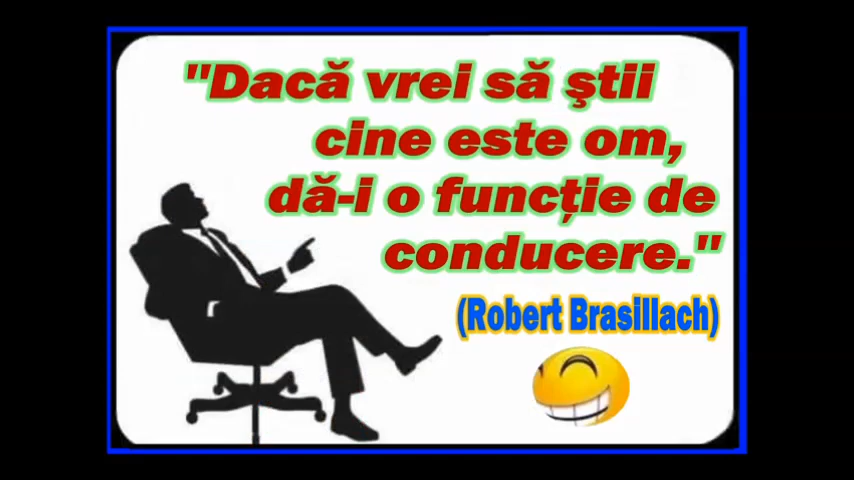 "Dacă vrei să ştii
cine este om,
dă-i o funcție de
conducere."
(Robert Brasillach)